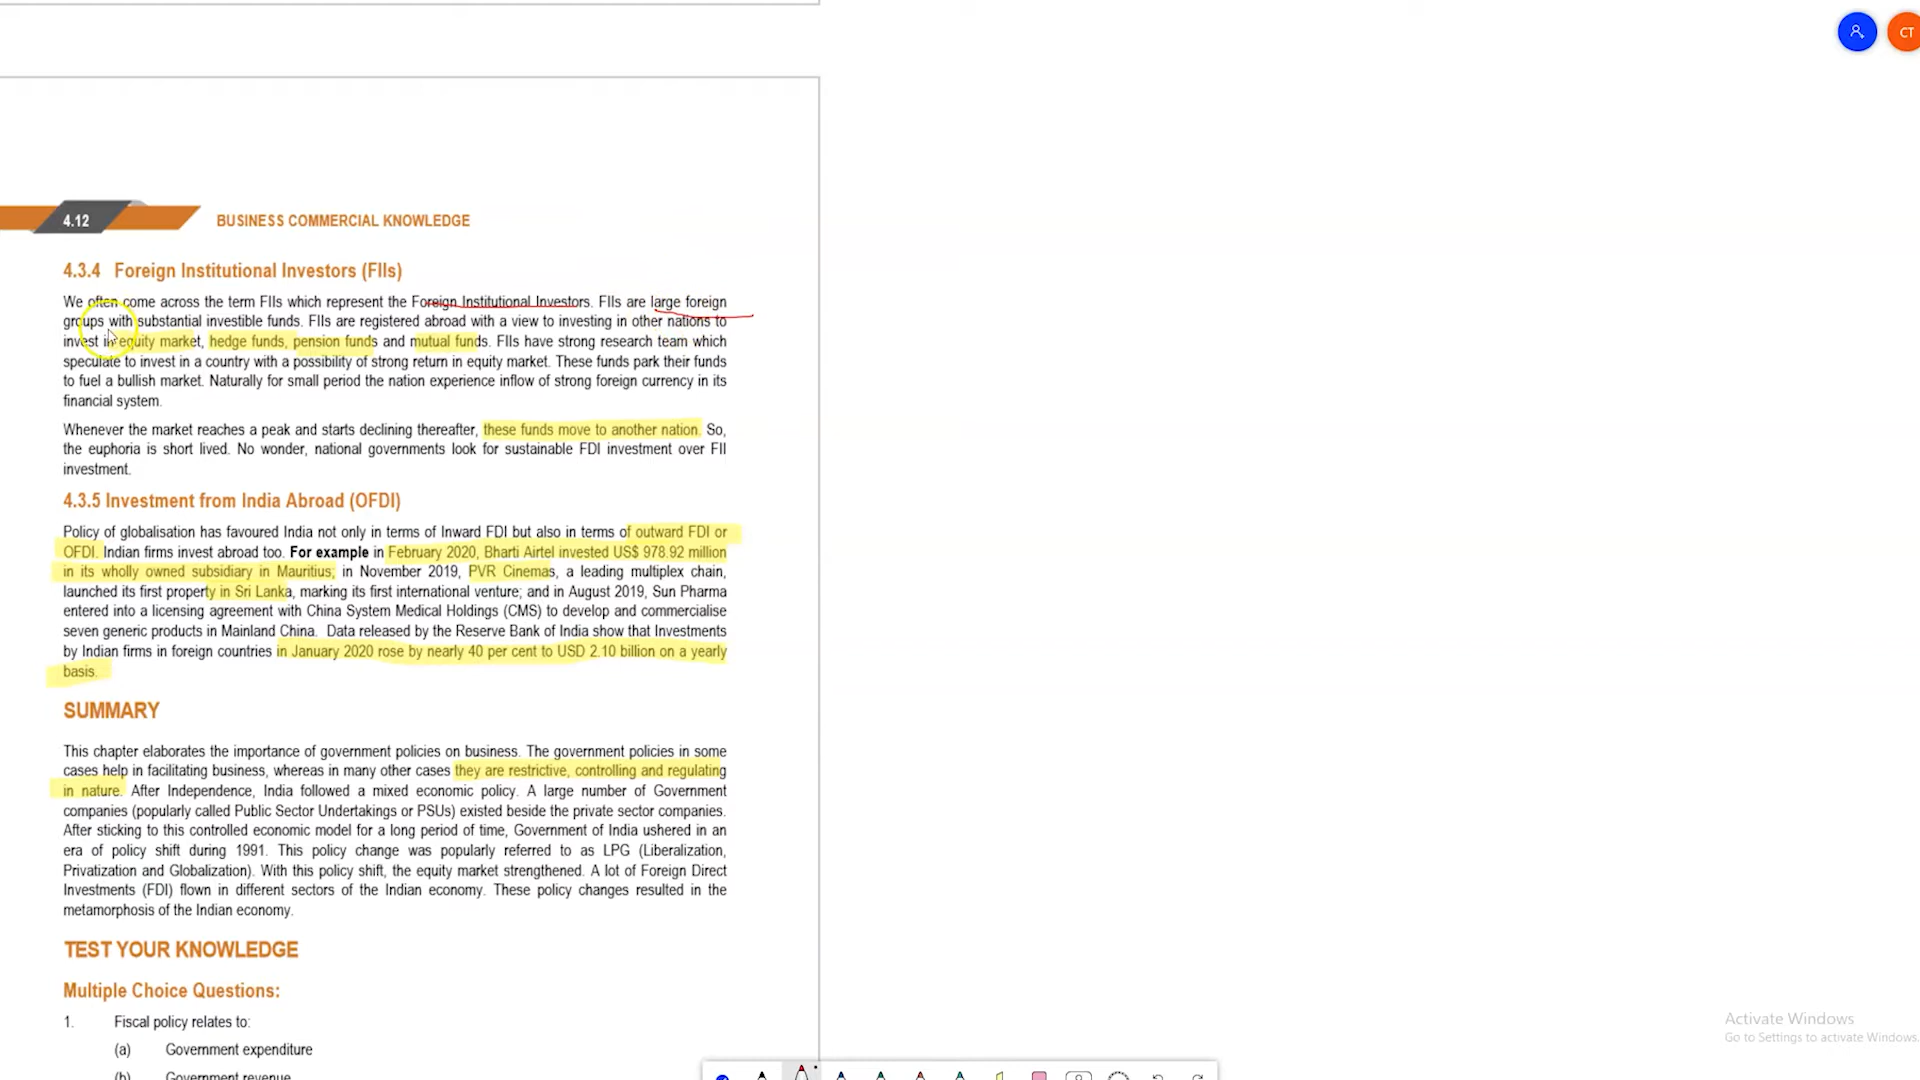 CT
4.12 BUSINESS COMMERCIAL KNOWLEDGE
4.3.4 Foreign Institutional Investors (FIIs)
We often come across the term FIIs which represent the Foreign Institutional Investors. FIIs are large foreign
groups with substantial investible funds. FIIs are registered abroad with a view to investing in other nations to
invest in equity market, hedge funds, pension funds and mutual funds. FIIs have strong research team which
speculate to invest in a country with a possibility of strong return in equity market. These funds park their funds
to fuel a bullish market. Naturally for small period the nation experience inflow of strong foreign currency in its
financial system.
Whenever the market reaches a peak and starts declining thereafter, these funds move to another nation. So,
the euphoria is short lived. No wonder, national governments look for sustainable FDI investment over FII
investment.
4.3.5 Investment from India Abroad (OFDI)
Policy of globalisation has favoured India not only in terms of Inward FDI but also in terms of outward FDI or
OFDI. Indian firms invest abroad too. For example in February 2020, Bharti Airtel invested US$ 978.92 million
in its wholly owned subsidiary in Mauritius; in November 2019, PVR Cinemas, a leading multiplex chain,
launched its first property in Sri Lanka, marking its first international venture; and in August 2019, Sun Pharma
entered into a licensing agreement with China System Medical Holdings (CMS) to develop and commercialise
seven generic products in Mainland China. Data released by the Reserve Bank of India show that Investments
by Indian firms in foreign countries in January 2020 rose by nearly 40 per cent to USD 2.10 billion on a yearly
basis.
SUMMARY
This chapter elaborates the importance of government policies on business. The government policies in some
cases help in facilitating business, whereas in many other cases they are restrictive, controlling and regulating
in nature. After Independence, India followed a mixed economic policy. A large number of Government
companies (popularly called Public Sector Undertakings or PSUs) existed beside the private sector companies.
After sticking to this controlled economic model for a long period of time, Government of India ushered in an
era of policy shift during 1991. This policy change was popularly referred to as LPG (Liberalization,
Privatization and Globalization). With this policy shift, the equity market strengthened. A lot of Foreign Direct
Investments (FDI) flown in different sectors of the Indian economy. These policy changes resulted in the
metamorphosis of the Indian economy.
TEST YOUR KNOWLEDGE
Multiple Choice Questions:
1. Fiscal policy relates to:
(a) Government expenditure
(b) Government revenue
Activate Windows
Go to Settings to activate Windows.